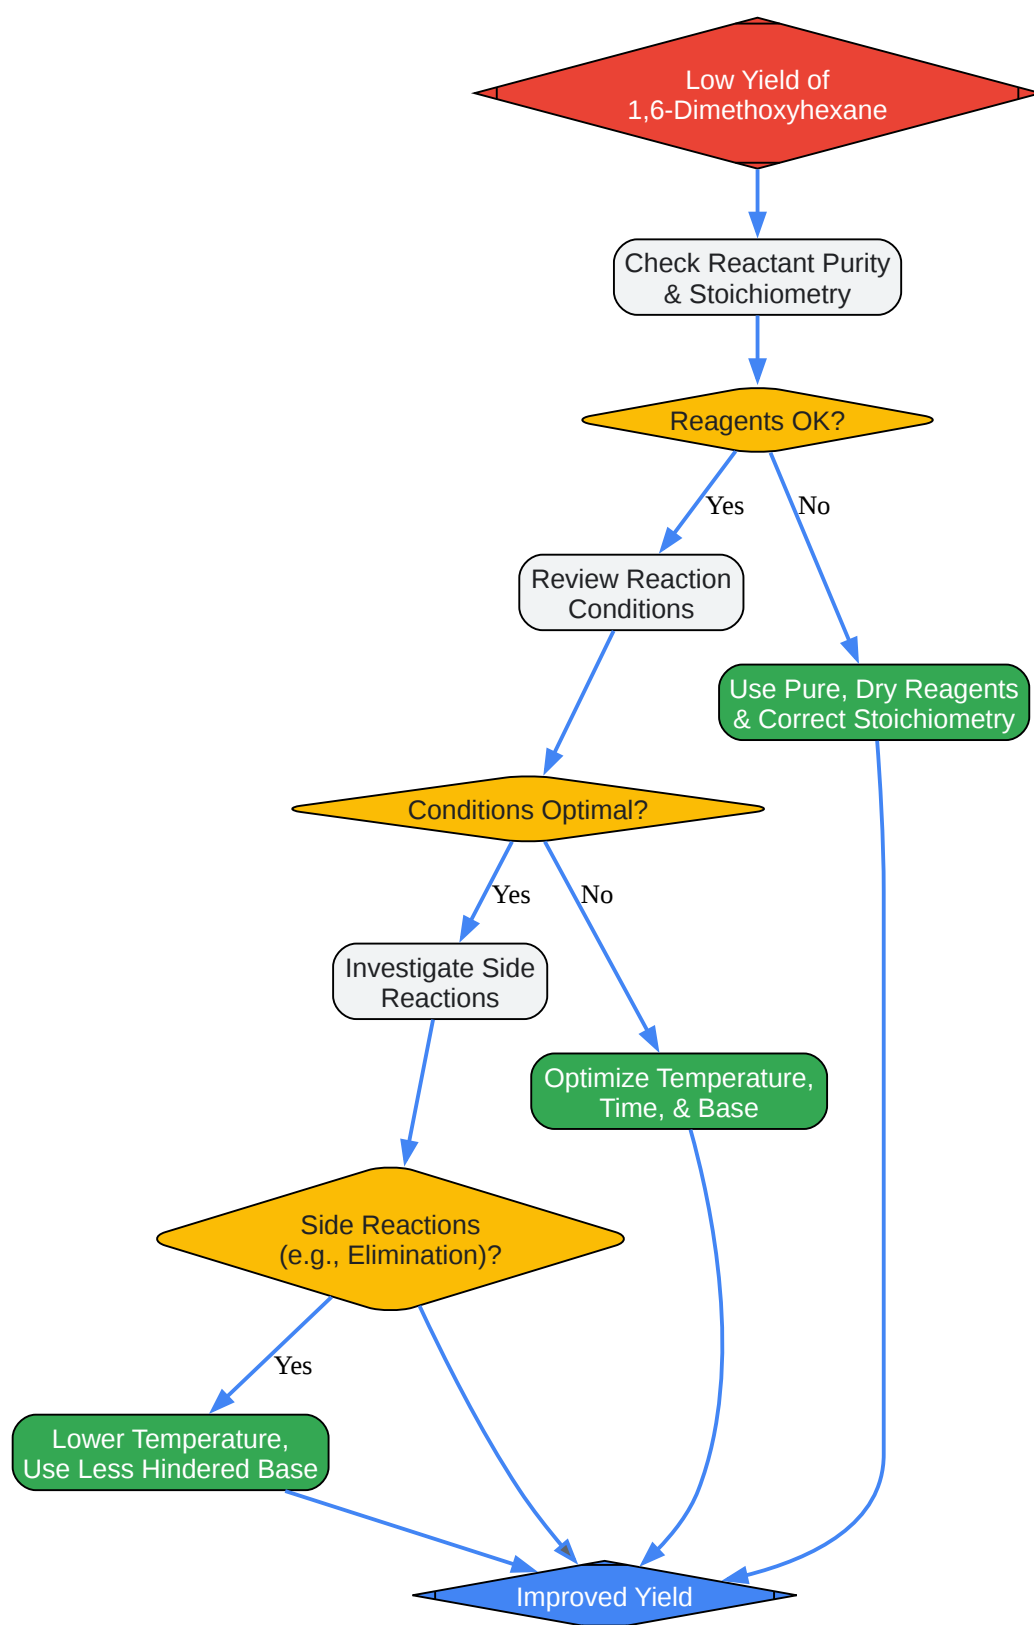 Low Yield of
1,6-Dimethoxyhexane
Check Reactant Purity
& Stoichiometry
Reagents OK?
Yes
No
Review Reaction
Conditions
Use Pure, Dry Reagents
& Correct Stoichiometry
Conditions Optimal?
Yes
No
Investigate Side
Reactions
Optimize Temperature,
Time, & Base
Side Reactions
(e.g., Elimination)?
Yes
Lower Temperature,
Use Less Hindered Base
Improved Yield